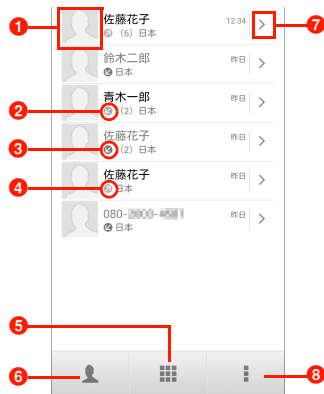 1
佐藤花子
12:34
7
(6) 日本
鈴木二郎
昨日
日本
2
青木一郎
昨日
(2) 日本
3
佐藤花子
昨日
(2) 日本
4
佐藤花子
昨日
日本
080-
昨日
日本
5
6
8